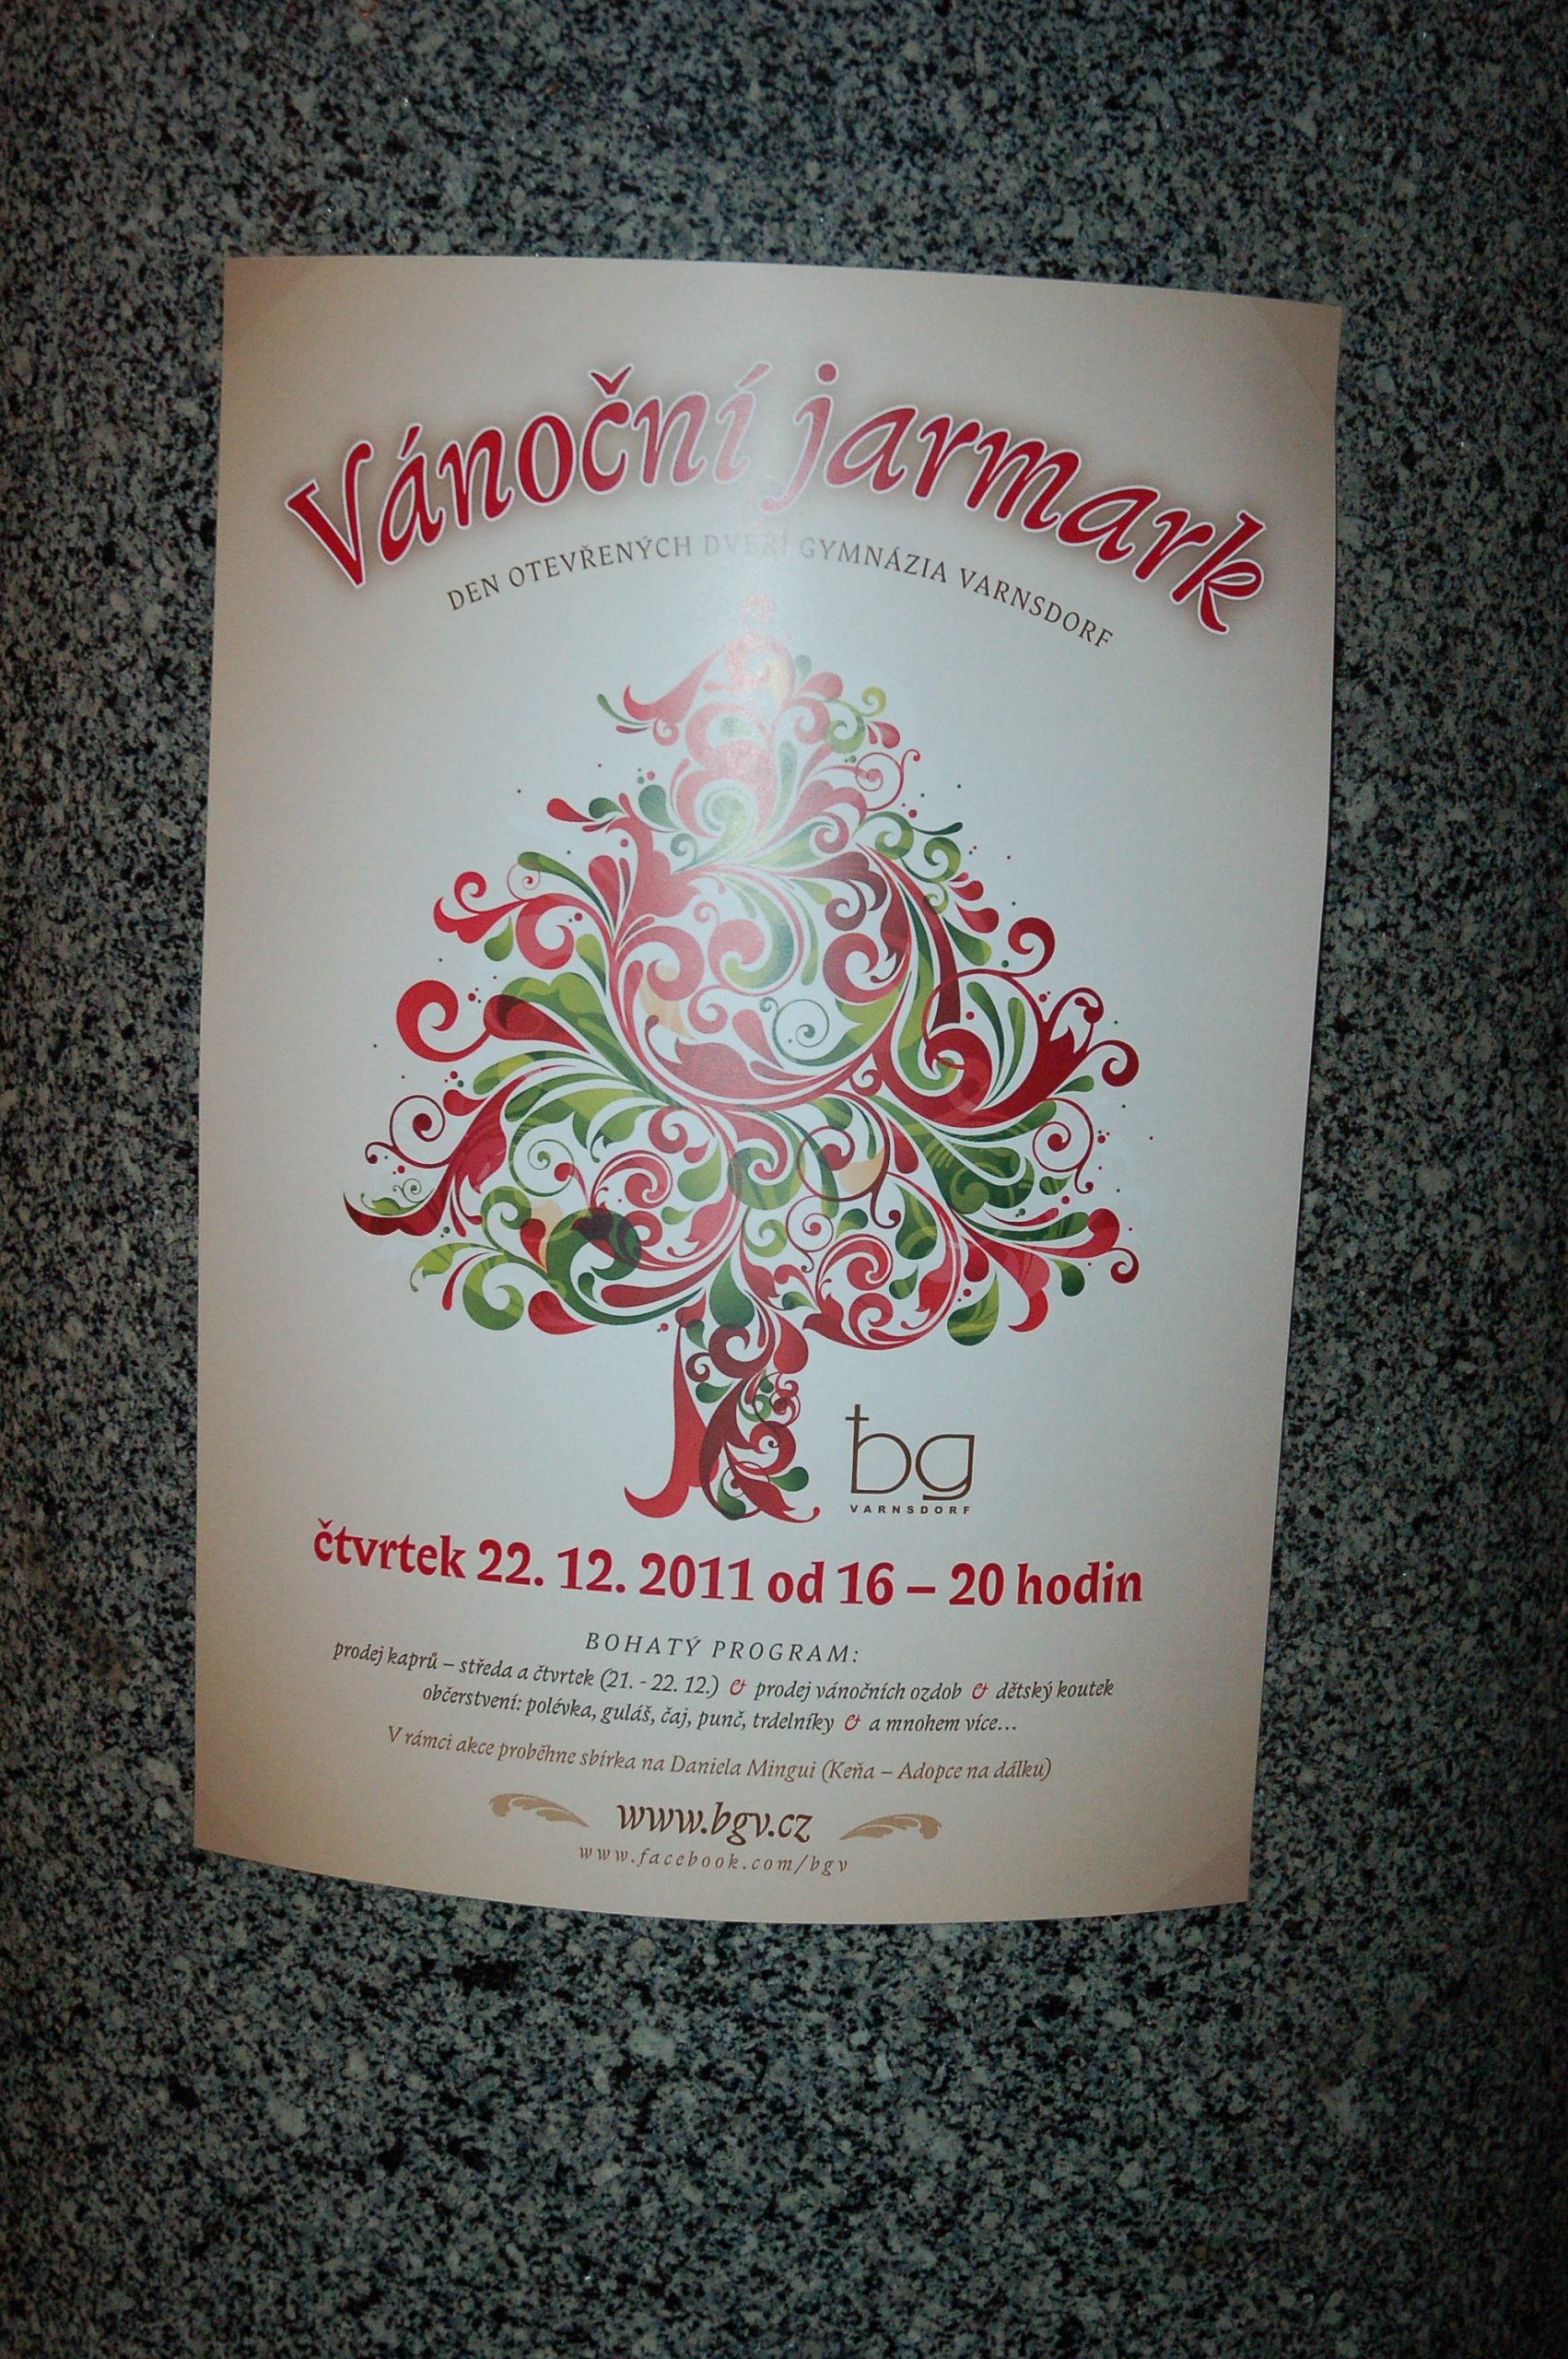 Vánoční jarmark
DEN OTEVŘENÝCH DVEŘÍ GYMNÁZIA VARNSDORF
bg
VARNSDORF
čtvrtek 22. 12. 2011 od 16 – 20 hodin
BOHATÝ PROGRAM:
prodej kaprů – středa a čtvrtek (21. - 22. 12.) & prodej vánočních ozdob & dětský koutek
občerstvení: polévka, guláš, čaj, punč, trdelníky & a mnohem více...
V rámci akce proběhne sbírka na Daniela Mingui (Keňa – Adopce na dálku)
www.bgv.cz
www.facebook.com/bgv